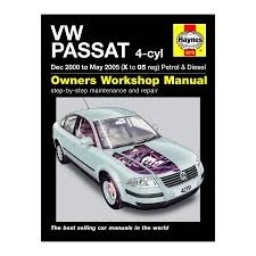 VW
PASSAT 4-cyl
Haynes
Dec 2000 to May 2005 (X to 05 reg) Petrol & Diesel
Owners Workshop Manual
step-by-step maintenance and repair
4279
The best selling car manuals in the world